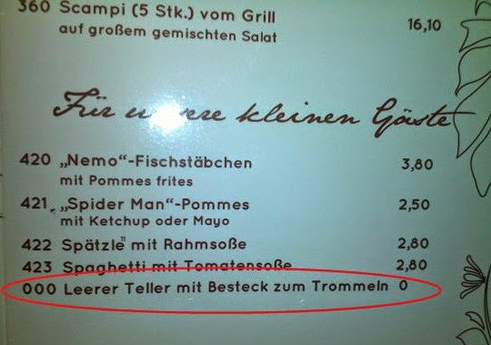 360 Scampi (5 Stk.) vom Grill 16,10
auf großem gemischten Salat
Für unsere kleinen Gäste
420 „Nemo“-Fischstäbchen 3,80
mit Pommes frites
421 „Spider Man“-Pommes 2,50
mit Ketchup oder Mayo
422 Spätzle mit Rahmsoße 2,80
423 Spaghetti mit Tomatensoße 2,80
000 Leerer Teller mit Besteck zum Trommeln 0